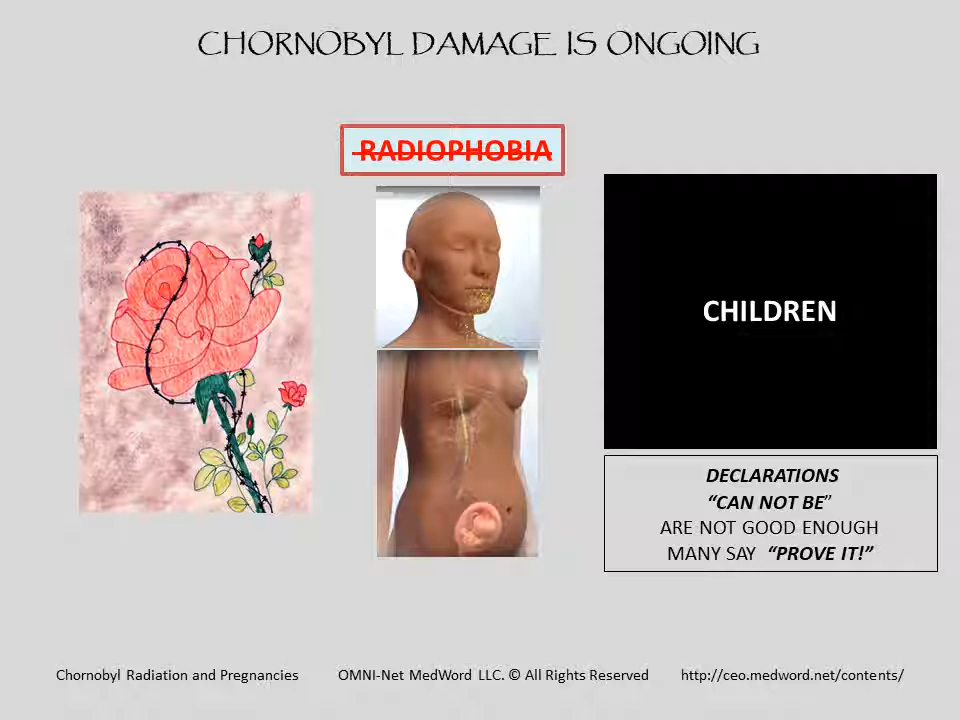 CHORNOBYL DAMAGE IS ONGOING
RADIOPHOBIA
CHILDREN
DECLARATIONS
“CAN NOT BE”
ARE NOT GOOD ENOUGH
MANY SAY “PROVE IT!”
Chornobyl Radiation and Pregnancies OMNI-Net MedWord LLC. © All Rights Reserved http://ceo.medword.net/contents/